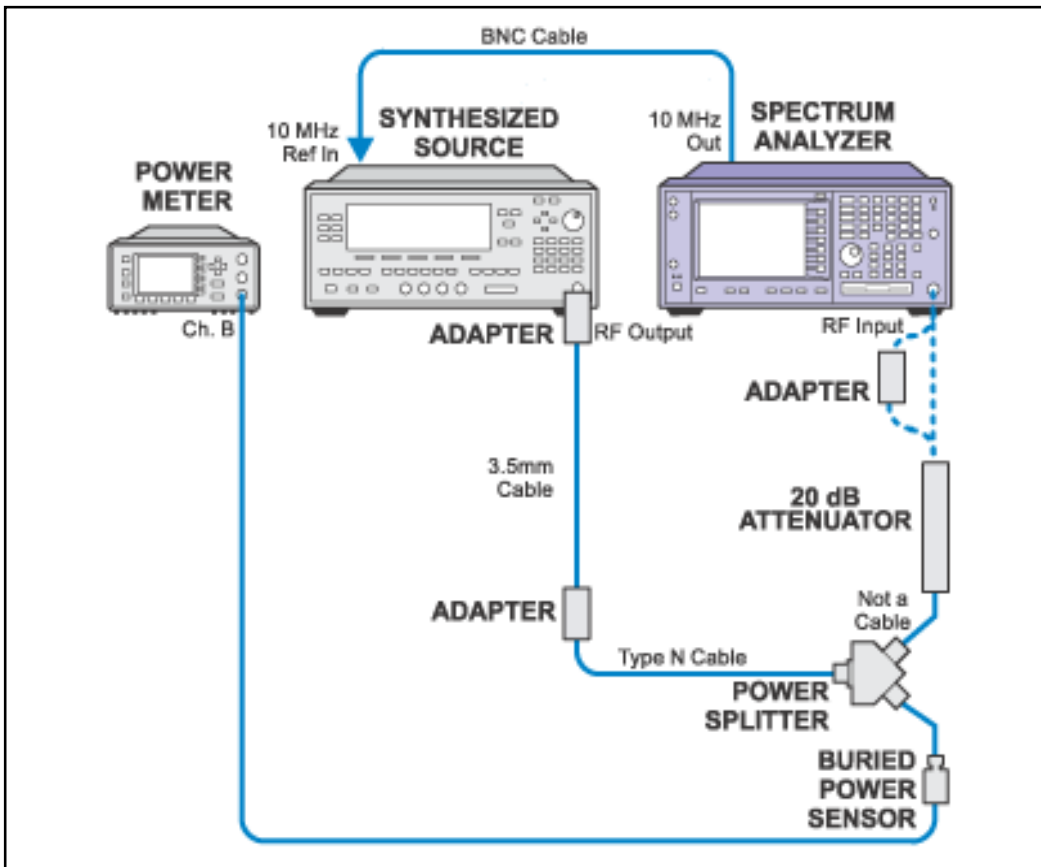 BNC Cable
10 MHz
Ref In
SYNTHESIZED
SOURCE
10 MHz
Out
SPECTRUM
ANALYZER
POWER
METER
Ch. B
ADAPTER
RF Output
RF Input
ADAPTER
3.5mm
Cable
20 dB
ATTENUATOR
ADAPTER
Not a
Cable
Type N Cable
POWER
SPLITTER
BURIED
POWER
SENSOR